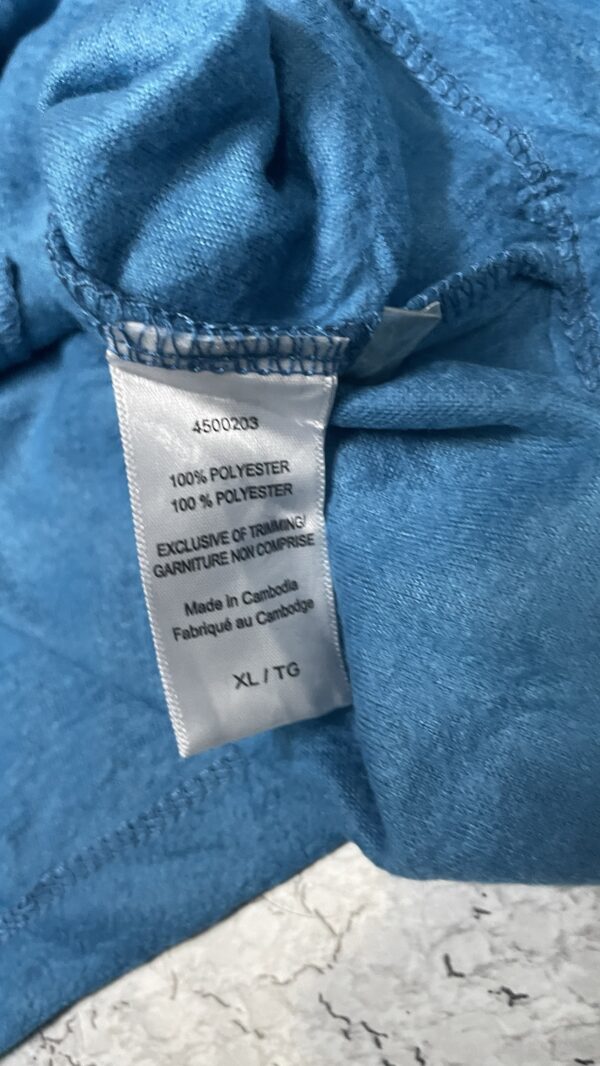 4500203
100% POLYESTER
100 % POLYESTER
EXCLUSIVE OF TRIMMING/
GARNITURE NON COMPRISE
Made in Cambodia
Fabriqué au Cambodge
XL / TG